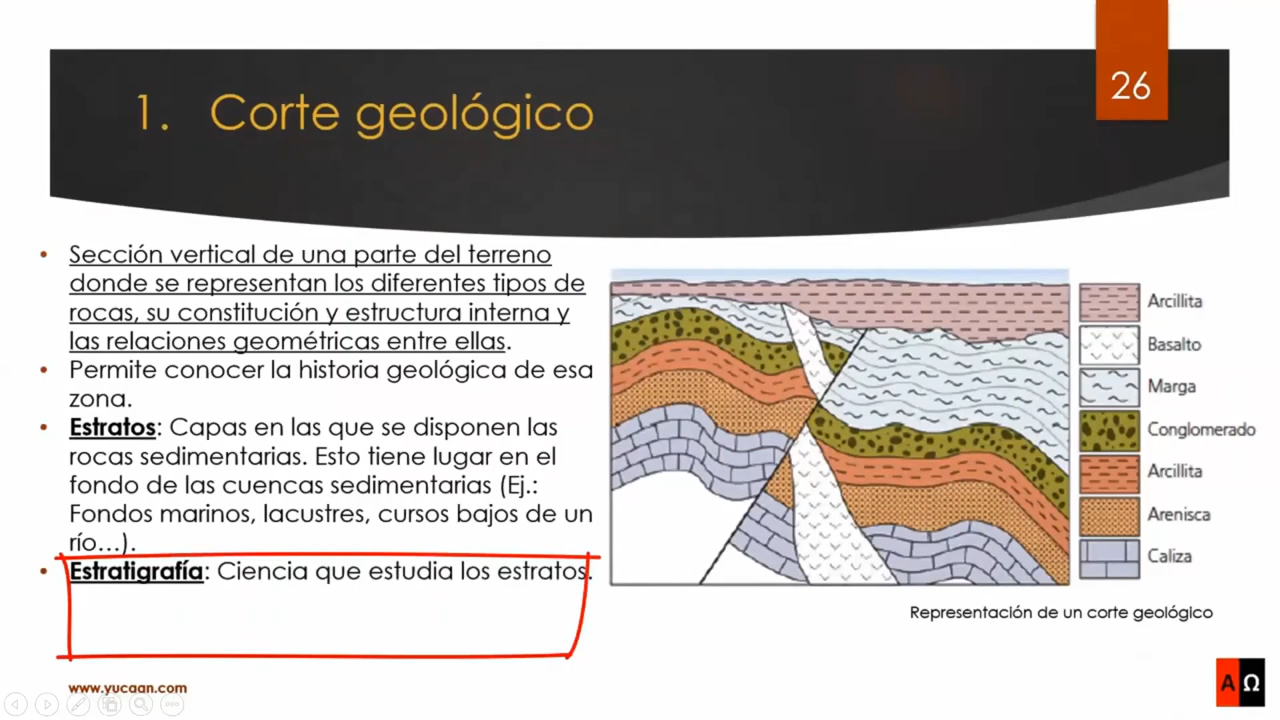 26
1. Corte geológico
• Sección vertical de una parte del terreno
donde se representan los diferentes tipos de
rocas, su constitución y estructura interna y
las relaciones geométricas entre ellas.
• Permite conocer la historia geológica de esa
zona.
• Estratos: Capas en las que se disponen las
rocas sedimentarias. Esto tiene lugar en el
fondo de las cuencas sedimentarias (Ej.:
Fondos marinos, lacustres, cursos bajos de un
río...).
• Estratigrafía: Ciencia que estudia los estratos.
Arcillita
Basalto
Marga
Conglomerado
Arcillita
Arenisca
Caliza
Representación de un corte geológico
www.yucaan.com
AΩ